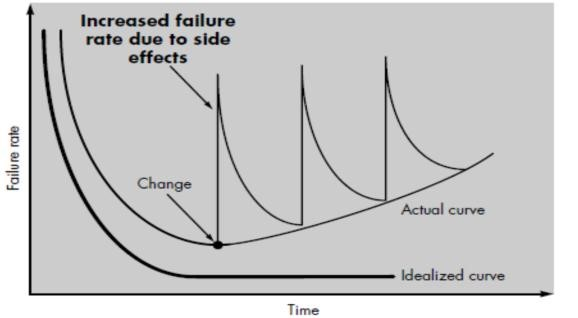 Increased failure
rate due to side
effects
Failure rate
Change
Actual curve
Idealized curve
Time